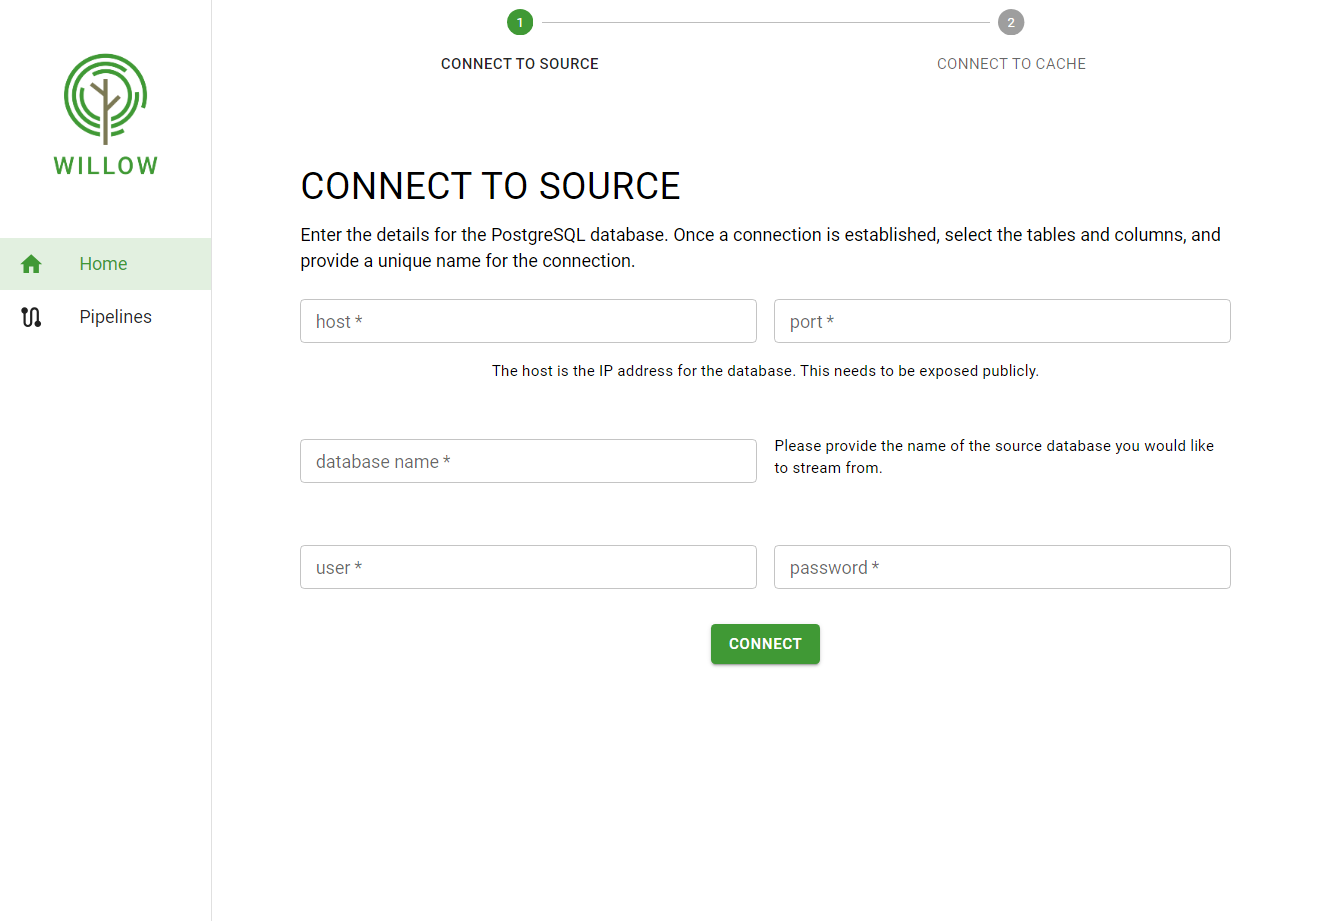 WILLOW
Home
Pipelines
1
2
CONNECT TO SOURCE
CONNECT TO CACHE
CONNECT TO SOURCE
Enter the details for the PostgreSQL database. Once a connection is established, select the tables and columns, and
provide a unique name for the connection.
host *
port *
The host is the IP address for the database. This needs to be exposed publicly.
database name *
Please provide the name of the source database you would like
to stream from.
user *
password *
CONNECT